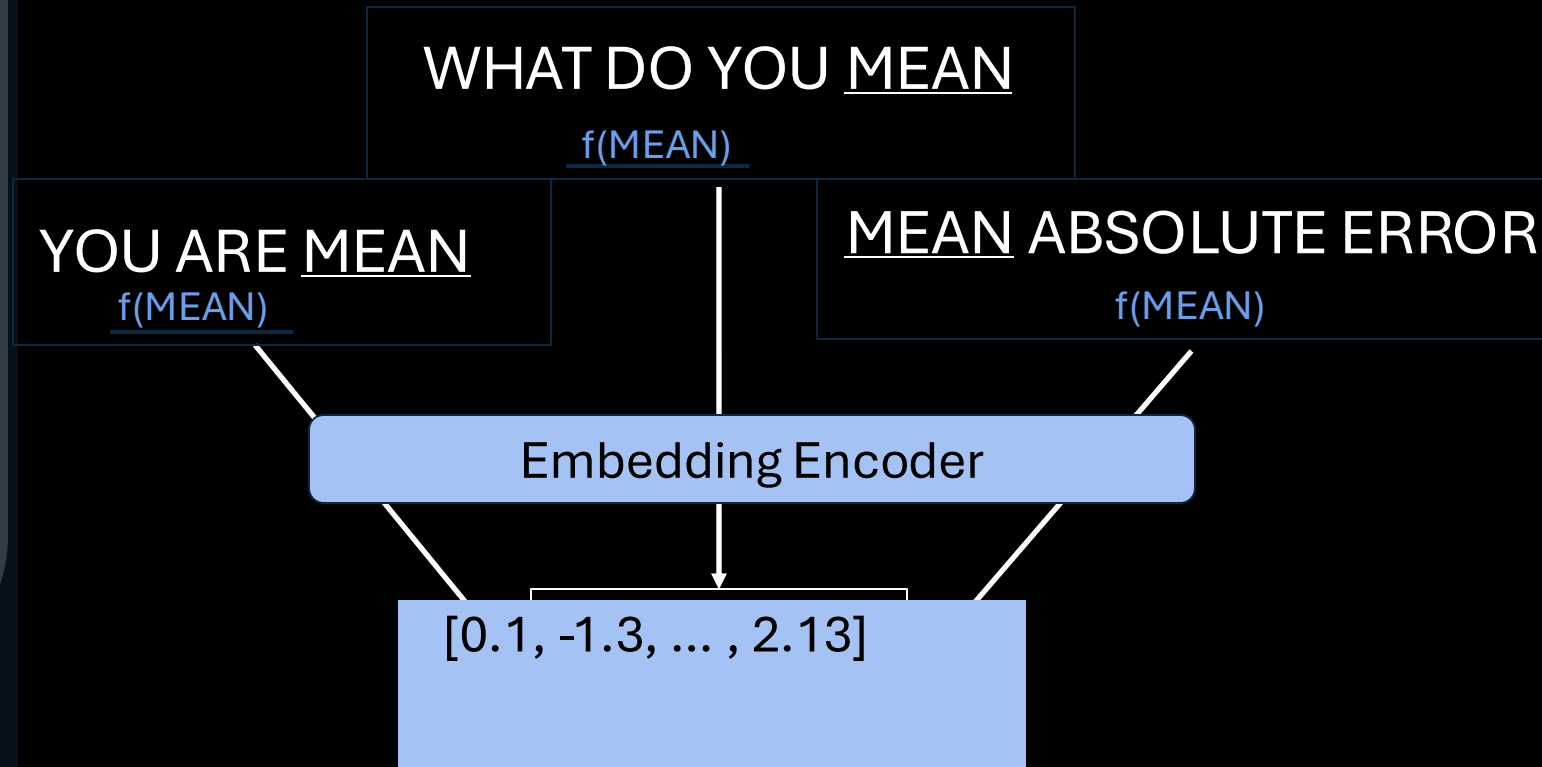 WHAT DO YOU MEAN
f(MEAN)
YOU ARE MEAN
f(MEAN)
MEAN ABSOLUTE ERROR
f(MEAN)
Embedding Encoder
[0.1, -1.3, ... , 2.13]